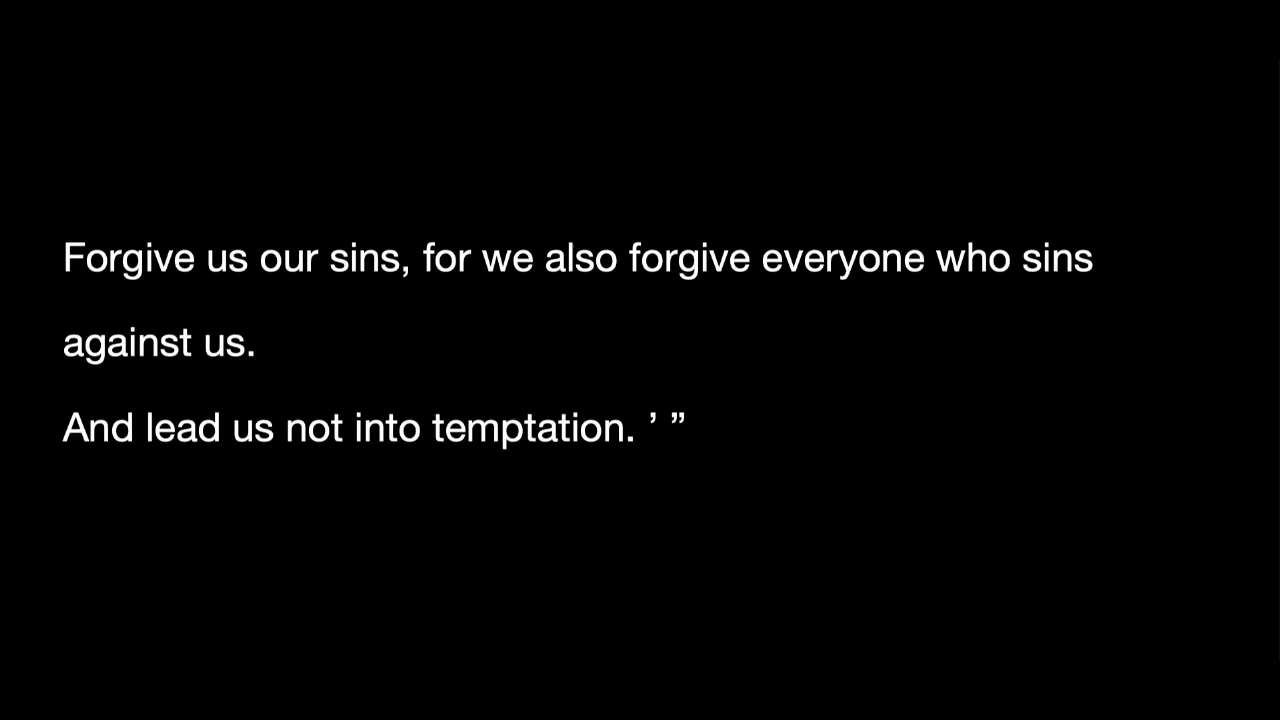 Forgive us our sins, for we also forgive everyone who sins
against us.
And lead us not into temptation. ’ ”